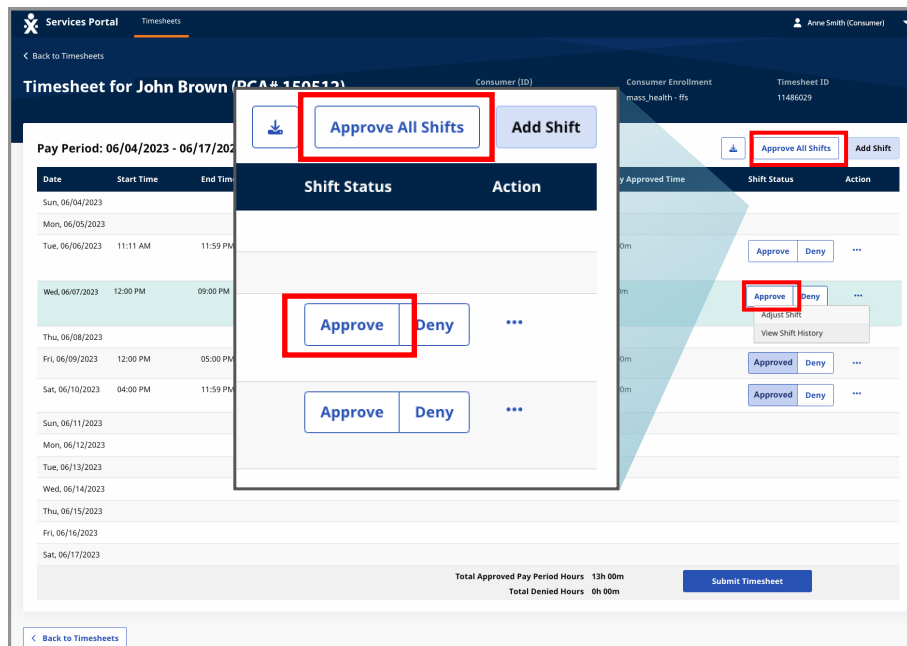 Services Portal Timesheets Anne Smith (Consumer)
Back to Timesheets
Timesheet for John Brown (PCA# 150512)
Consumer (ID) Consumer Enrollment Timesheet ID
mass_health - ffs 11486029
Pay Period: 06/04/2023 - 06/17/202 Approve All Shifts Add Shift
Date Start Time End Tim y Approved Time Shift Status Action
Sun, 06/04/2023
Mon, 06/05/2023
Tue, 06/06/2023 11:11 AM 11:59 PM 0m Approve Deny ...
Wed, 06/07/2023 12:00 PM 09:00 PM m Approve Deny ...
Adjust Shift
View Shift History
Thu, 06/08/2023
Fri, 06/09/2023 12:00 PM 05:00 PM 0m Approved Deny ...
Sat, 06/10/2023 04:00 PM 11:59 PM 0m Approved Deny ...
Sun, 06/11/2023
Mon, 06/12/2023
Tue, 06/13/2023
Wed, 06/14/2023
Thu, 06/15/2023
Fri, 06/16/2023
Sat, 06/17/2023
Total Approved Pay Period Hours 13h 00m Submit Timesheet
Total Denied Hours 0h 00m
Back to Timesheets
Approve All Shifts Add Shift
Shift Status Action
Approve Deny ...
Approve Deny ...